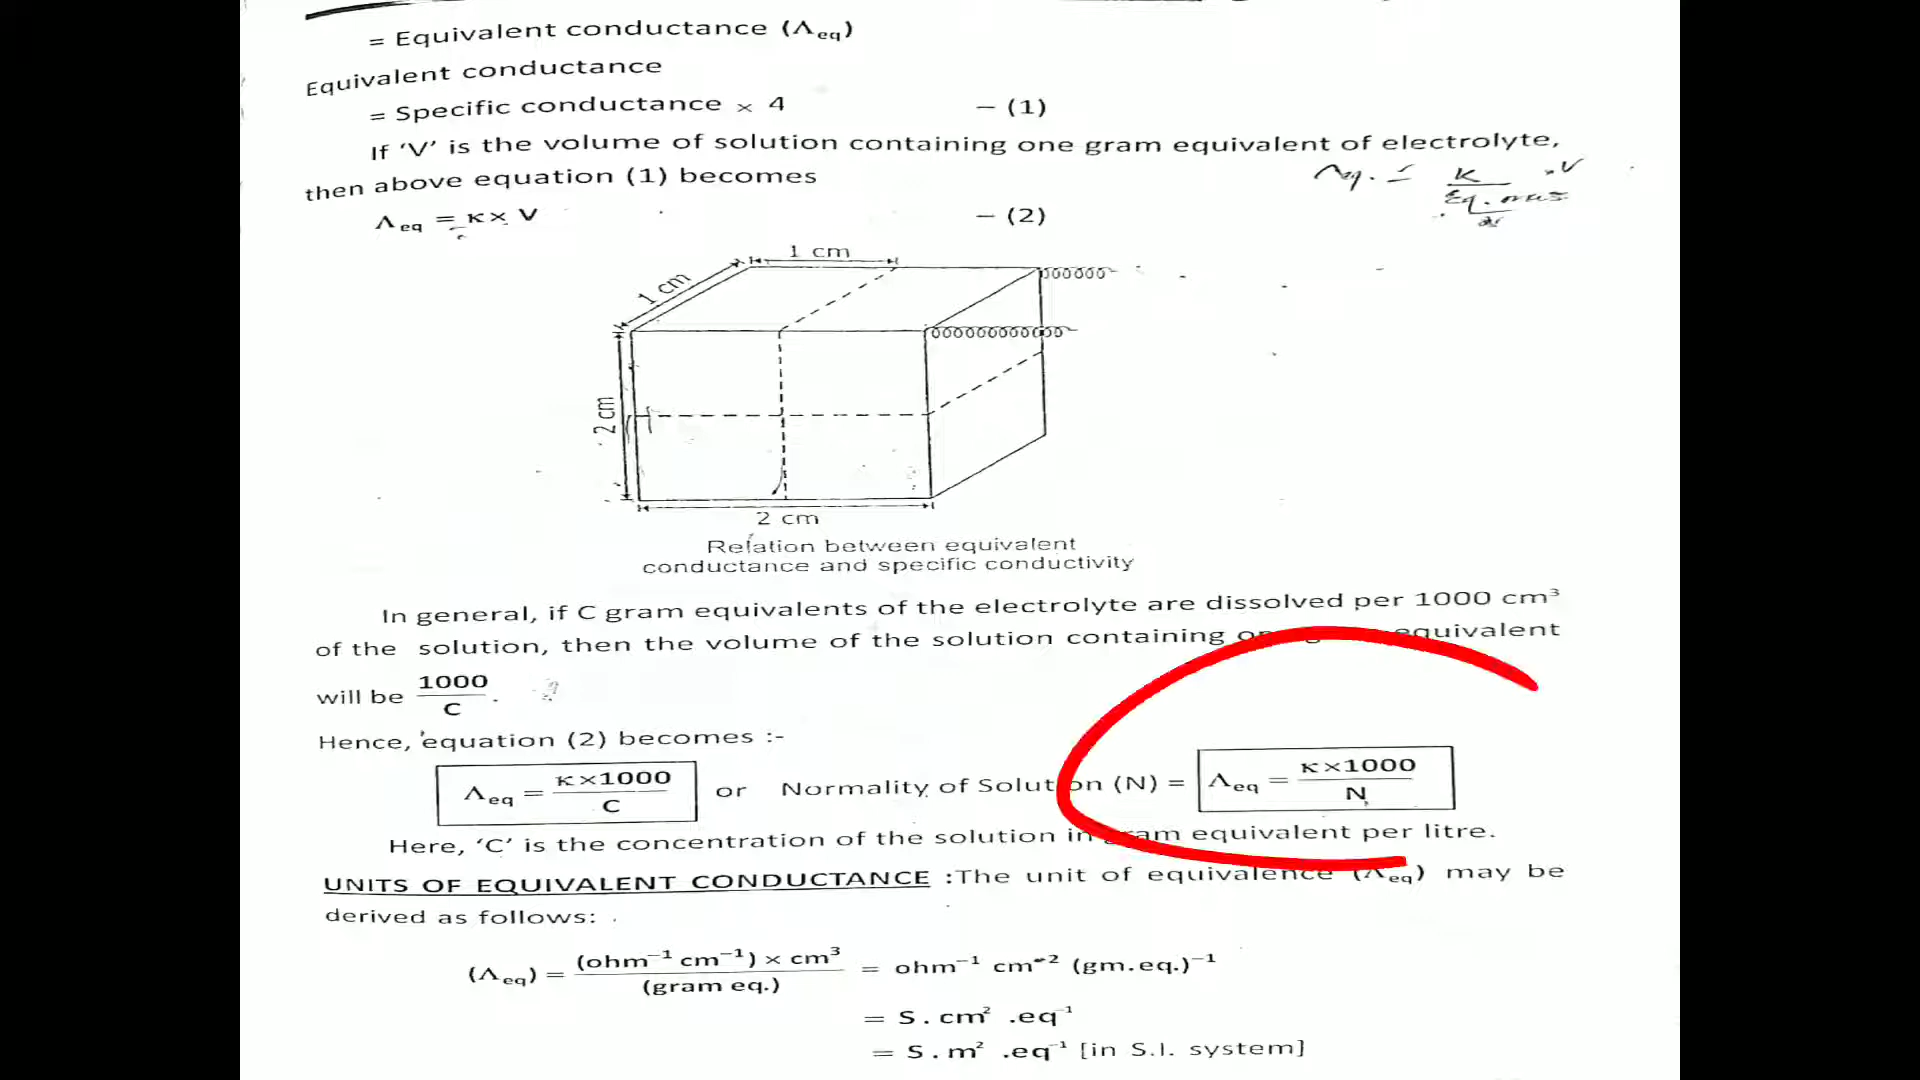 = Equivalent conductance (Λeq)
Equivalent conductance
= Specific conductance × 4 – (1)
If 'V' is the volume of solution containing one gram equivalent of electrolyte,
then above equation (1) becomes
Λeq = κ× V – (2)
Λeq. = K/Eq. mass × V
1 cm
1 cm
2 cm
2 cm
Relation between equivalent
conductance and specific conductivity
In general, if C gram equivalents of the electrolyte are dissolved per 1000 cm³
of the solution, then the volume of the solution containing equivalent
will be 1000/C .
Hence, equation (2) becomes :-
Λeq = κ×1000/C or Normality of Solution (N) = Λeq = κ×1000/N
Here, 'C' is the concentration of the solution in gram equivalent per litre.
UNITS OF EQUIVALENT CONDUCTANCE :The unit of equivalence (Λeq) may be
derived as follows:
(Λeq) = (ohm⁻¹ cm⁻¹) × cm³/(gram eq.) = ohm⁻¹ cm⁻² (gm.eq.)⁻¹
= S . cm² .eq⁻¹
= S . m² .eq⁻¹ [in S.I. system]